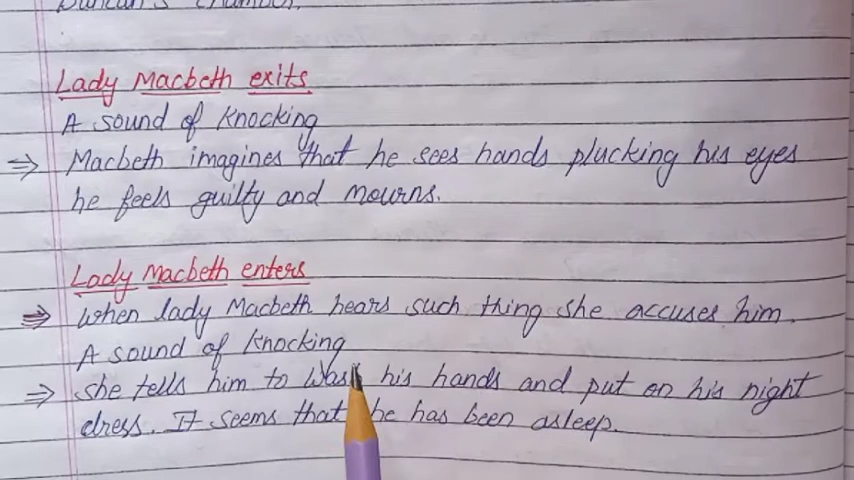 Duncan's chamber.
Lady Macbeth exits
A sound of knocking
⇒ Macbeth imagines that he sees hands plucking his eyes
he feels guilty and mourns.
Lady Macbeth enters
⇒ when lady Macbeth hears such thing she accuses him.
A sound of knocking
⇒ she tells him to wash his hands and put on his night
dress. It seems that he has been asleep.